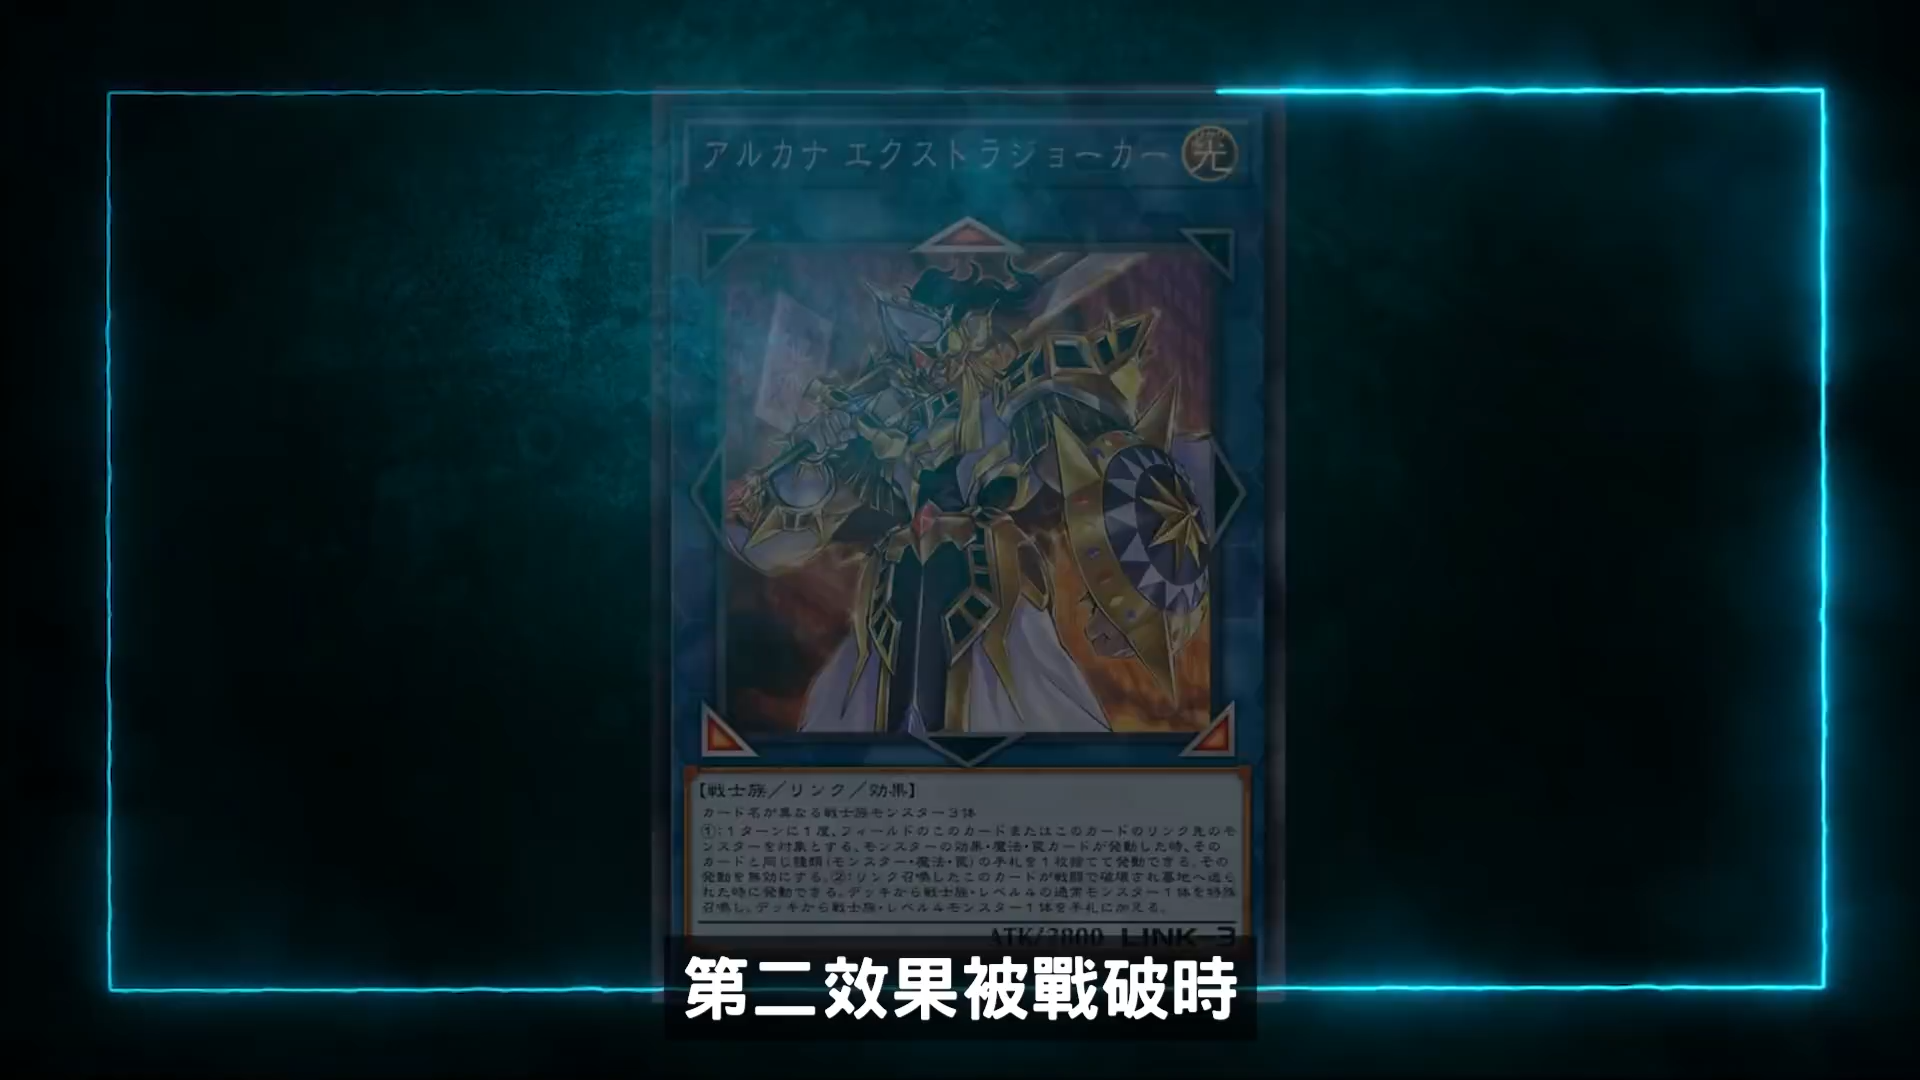 アルカナ エクストラジョーカー
光
【戦士族／リンク／効果】
カード名が異なる戦士族モンスター３体
①：１ターンに１度、フィールドのこのカードまたはこのカードのリンク先のモ
ンスターを対象とする、モンスターの効果・魔法・罠カードが発動した時、その
カードと同じ種類（モンスター・魔法・罠）の手札を１枚捨てて発動できる。その
発動を無効にする。②：リンク召喚したこのカードが戦闘で破壊され墓地へ送ら
れた時に発動できる。デッキから戦士族・レベル４の通常モンスター１体を特殊
召喚し、デッキから戦士族・レベル４モンスター１体を手札に加える。
ATK/2800 LINK-3
第二效果被戰破時